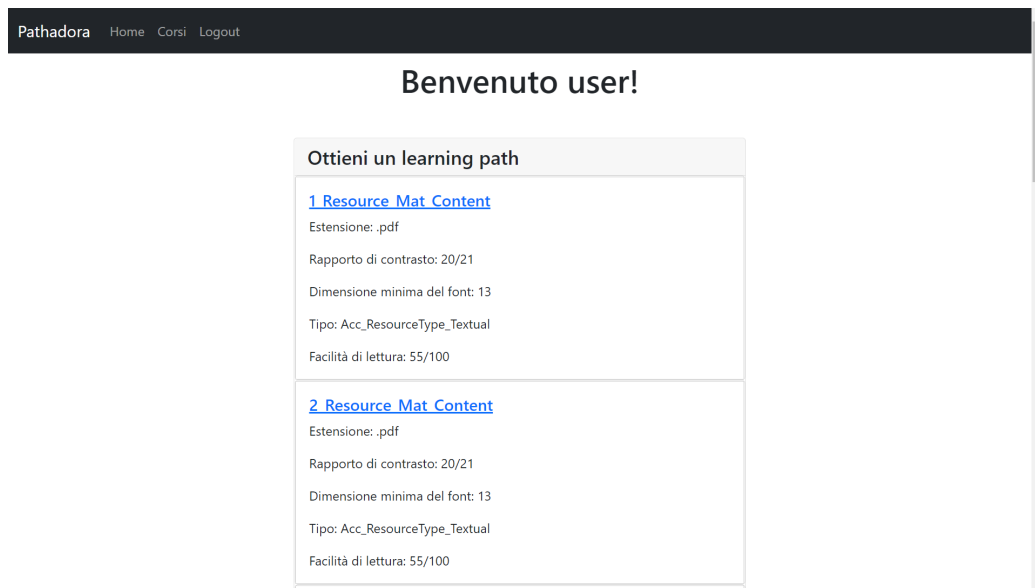 Pathadora Home Corsi Logout
Benvenuto user!
Ottieni un learning path
1_Resource_Mat_Content
Estensione: .pdf
Rapporto di contrasto: 20/21
Dimensione minima del font: 13
Tipo: Acc_ResourceType_Textual
Facilità di lettura: 55/100
2_Resource_Mat_Content
Estensione: .pdf
Rapporto di contrasto: 20/21
Dimensione minima del font: 13
Tipo: Acc_ResourceType_Textual
Facilità di lettura: 55/100